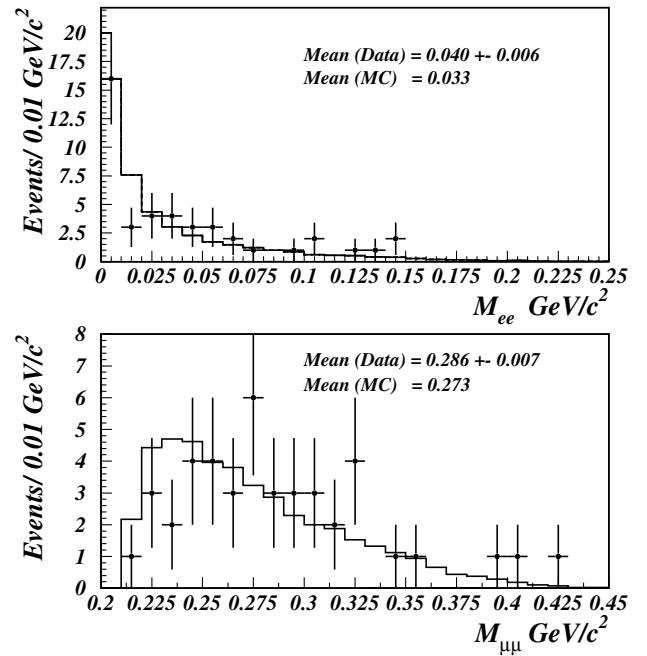 Events/ 0.01 GeV/c²
20
17.5
15
12.5
10
7.5
5
2.5
0
Mean (Data) = 0.040 +- 0.006
Mean (MC) = 0.033
0 0.025 0.05 0.075 0.1 0.125 0.15 0.175 0.2 0.225 0.25
M_ee GeV/c²
Events/ 0.01 GeV/c²
8
7
6
5
4
3
2
1
0
Mean (Data) = 0.286 +- 0.007
Mean (MC) = 0.273
0.2 0.225 0.25 0.275 0.3 0.325 0.35 0.375 0.4 0.425 0.45
M_μμ GeV/c²